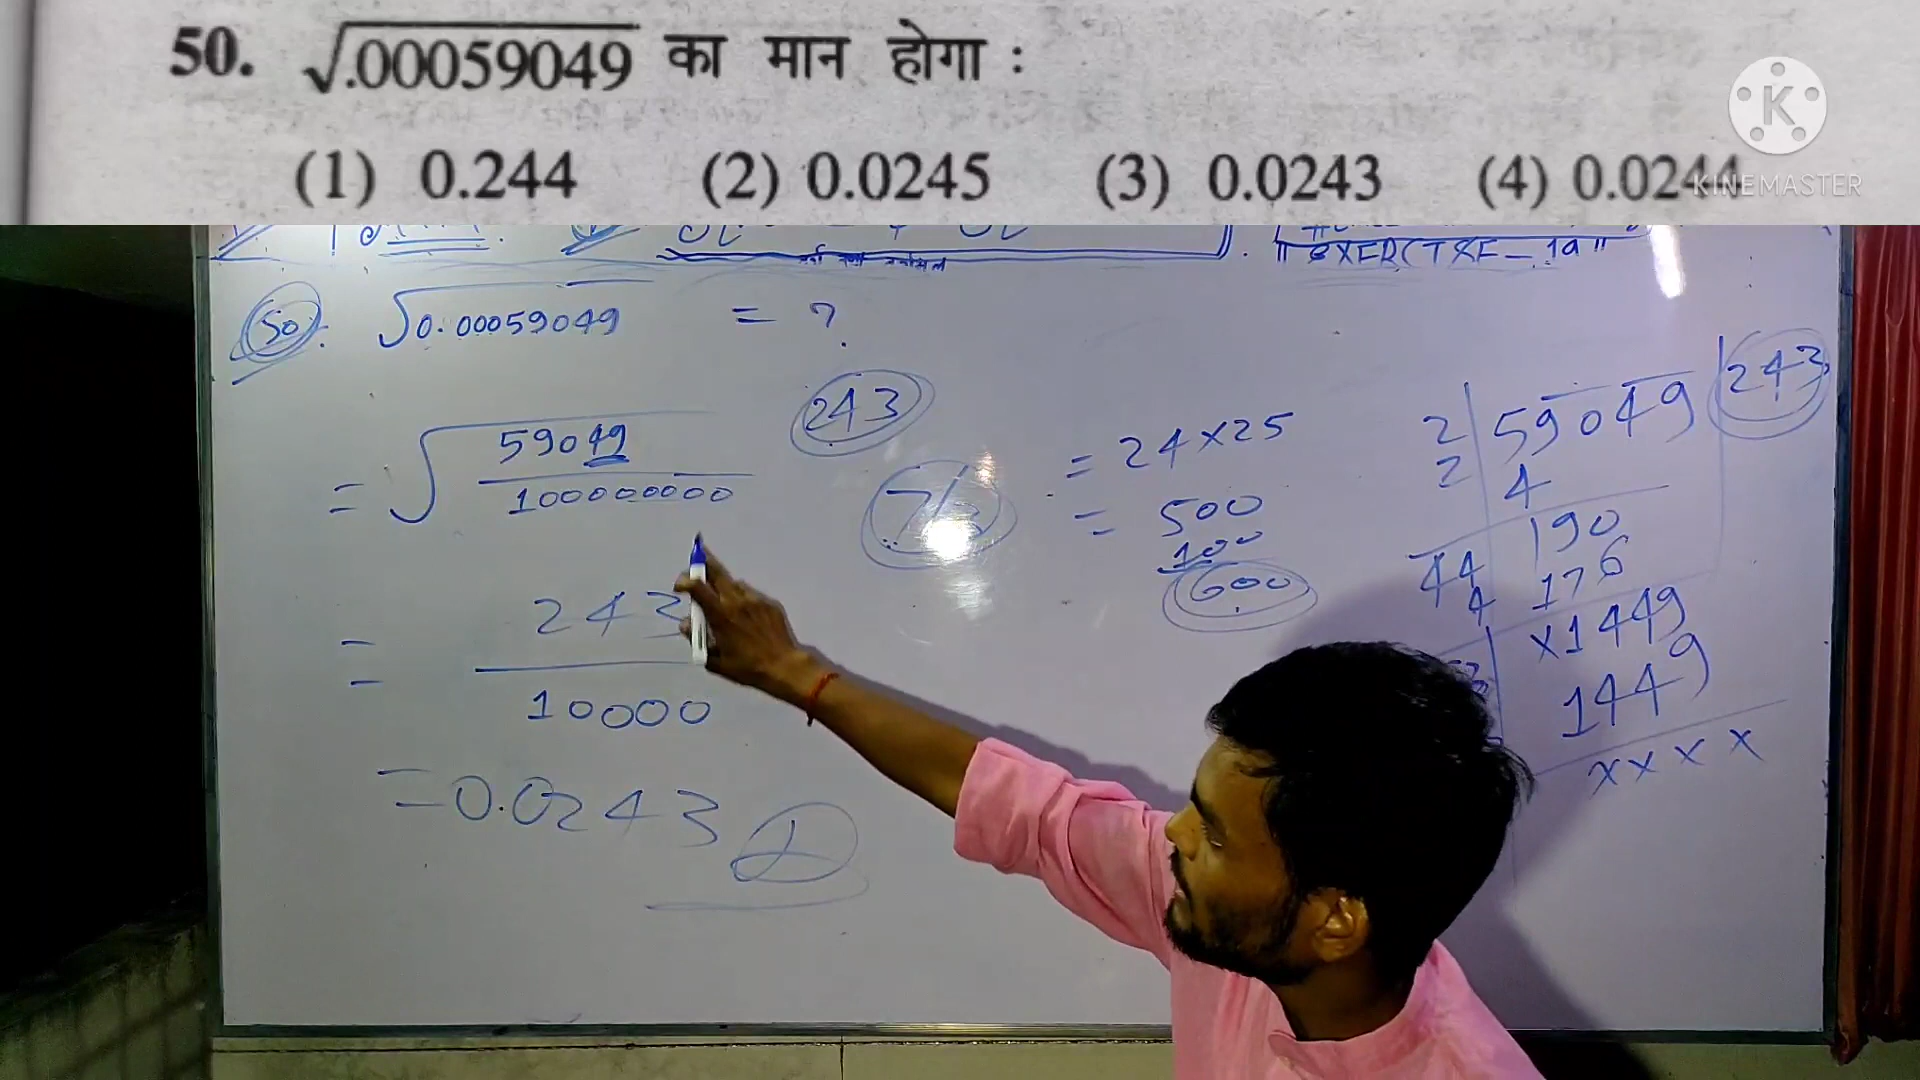 50. √.00059049 का मान होगा :
(1) 0.244 (2) 0.0245 (3) 0.0243 (4) 0.0244
K
KINEMASTER
"EXERCISE - 19"
50. √0.00059049 = ?
= √59049/100000000
243
= 24×25
= 500
100
600
2 59049 243
2 4
44 190
4 176
×1449
1449
××××
= 243/10000
= 0.0243